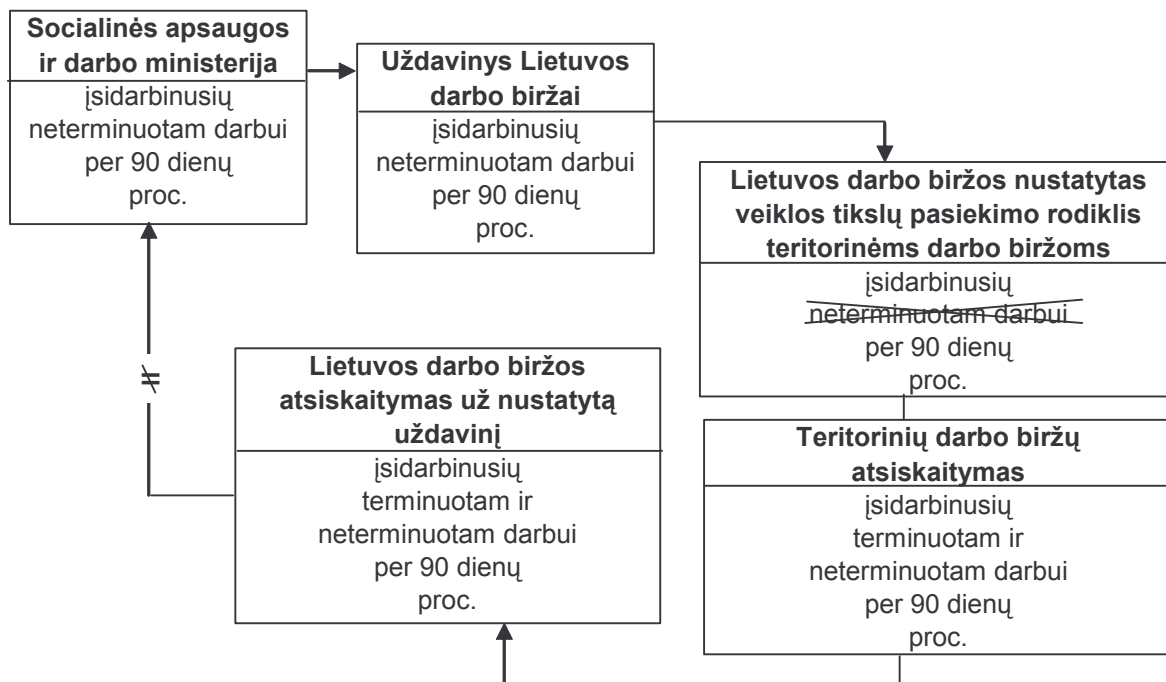 Socialinės apsaugos
ir darbo ministerija
įsidarbinusių
neterminuotam darbui
per 90 dienų
proc.
Uždavinys Lietuvos
darbo biržai
įsidarbinusių
neterminuotam darbui
per 90 dienų
proc.
Lietuvos darbo biržos nustatytas
veiklos tikslų pasiekimo rodiklis
teritorinėms darbo biržoms
įsidarbinusių
neterminuotam darbui
per 90 dienų
proc.
Lietuvos darbo biržos
atsiskaitymas už nustatytą
uždavinį
įsidarbinusių
terminuotam ir
neterminuotam darbui
per 90 dienų
proc.
Teritorinių darbo biržų
atsiskaitymas
įsidarbinusių
terminuotam ir
neterminuotam darbui
per 90 dienų
proc.